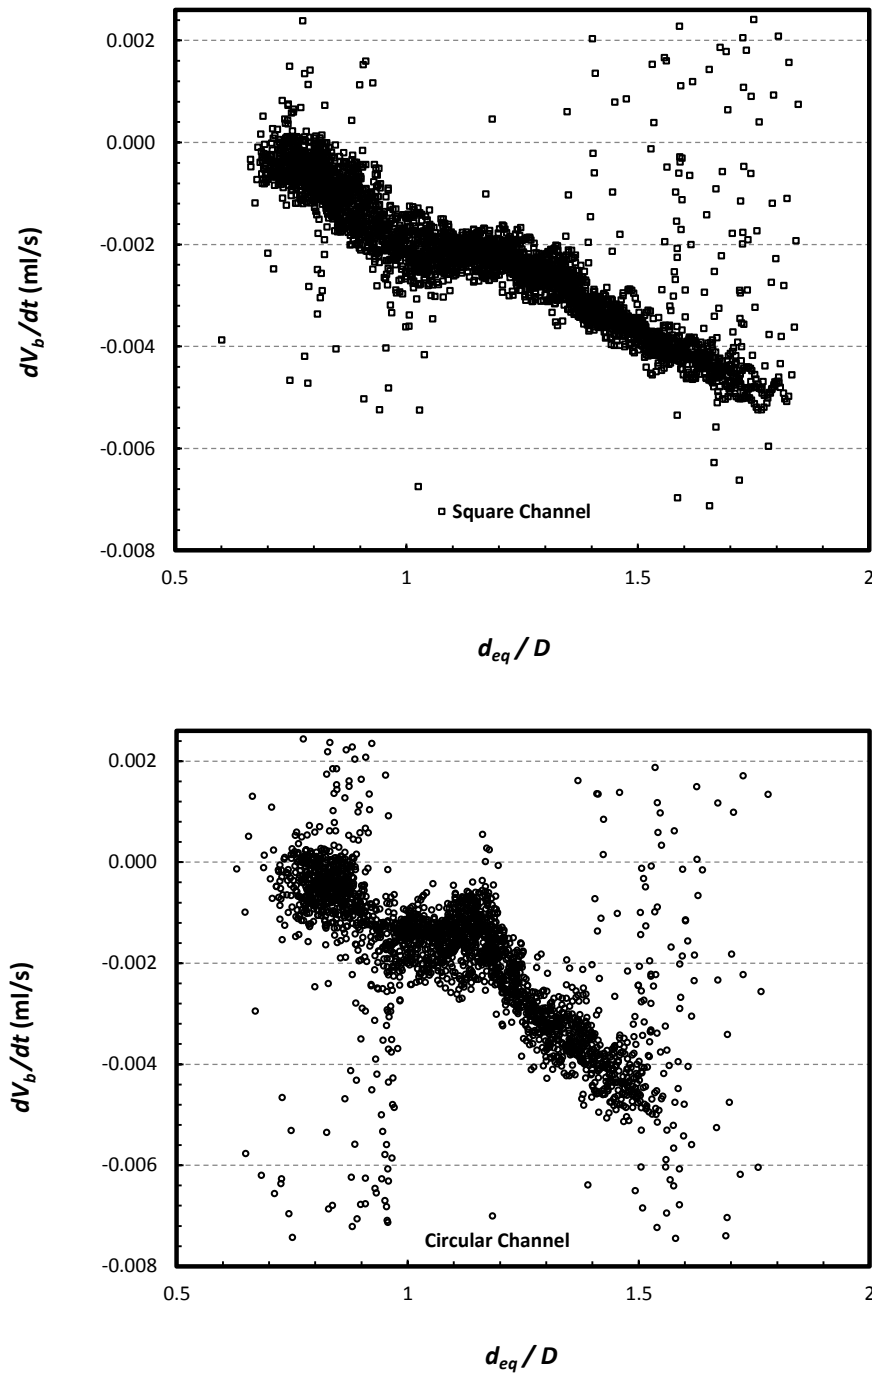 0.002
0.000
-0.002
-0.004
-0.006
-0.008
dV_b/dt (ml/s)
Square Channel
0.5 1 1.5 2
d_eq / D
0.002
0.000
-0.002
-0.004
-0.006
-0.008
dV_b/dt (ml/s)
Circular Channel
0.5 1 1.5 2
d_eq / D